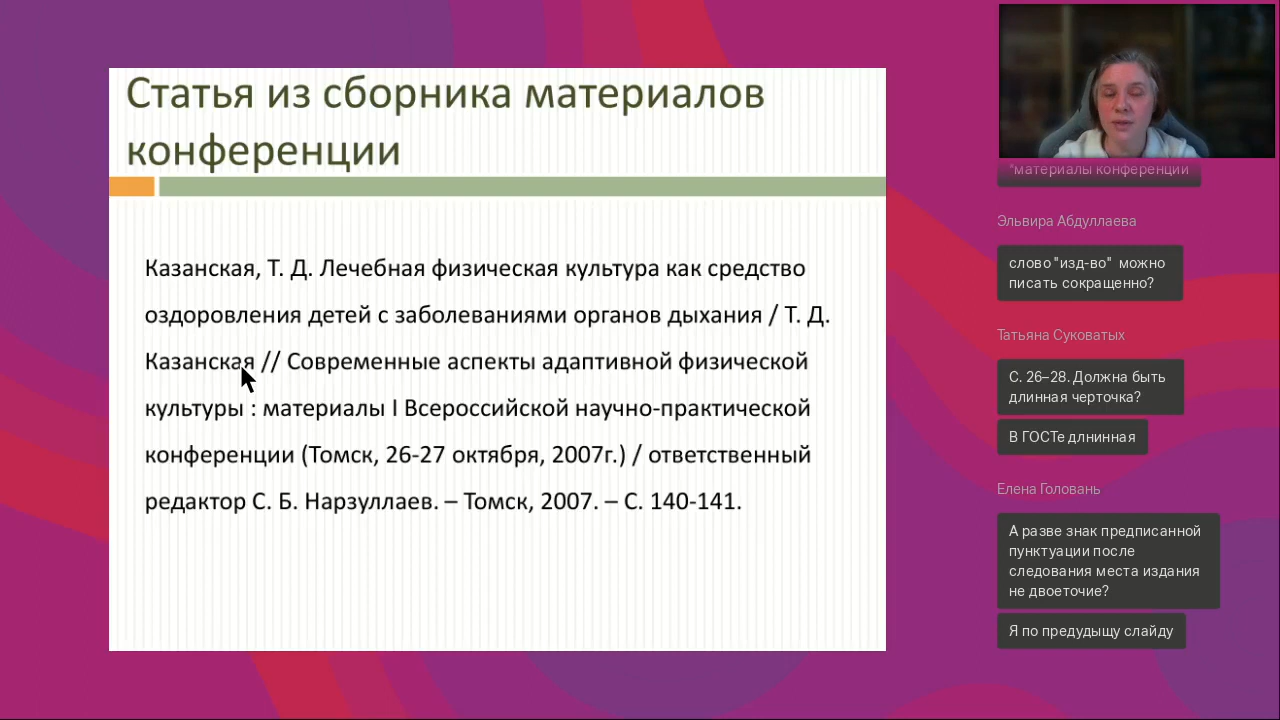 Статья из сборника материалов
конференции
Казанская, Т. Д. Лечебная физическая культура как средство
оздоровления детей с заболеваниями органов дыхания / Т. Д.
Казанская // Современные аспекты адаптивной физической
культуры : материалы I Всероссийской научно-практической
конференции (Томск, 26-27 октября, 2007г.) / ответственный
редактор С. Б. Нарзуллаев. – Томск, 2007. – С. 140-141.
"материалы конференции
Эльвира Абдуллаева
слово "изд-во" можно
писать сокращенно?
Татьяна Суковатых
С. 26–28. Должна быть
длинная черточка?
В ГОСТе длнинная
Елена Головань
А разве знак предписанной
пунктуации после
следования места издания
не двоеточие?
Я по предудыщу слайду